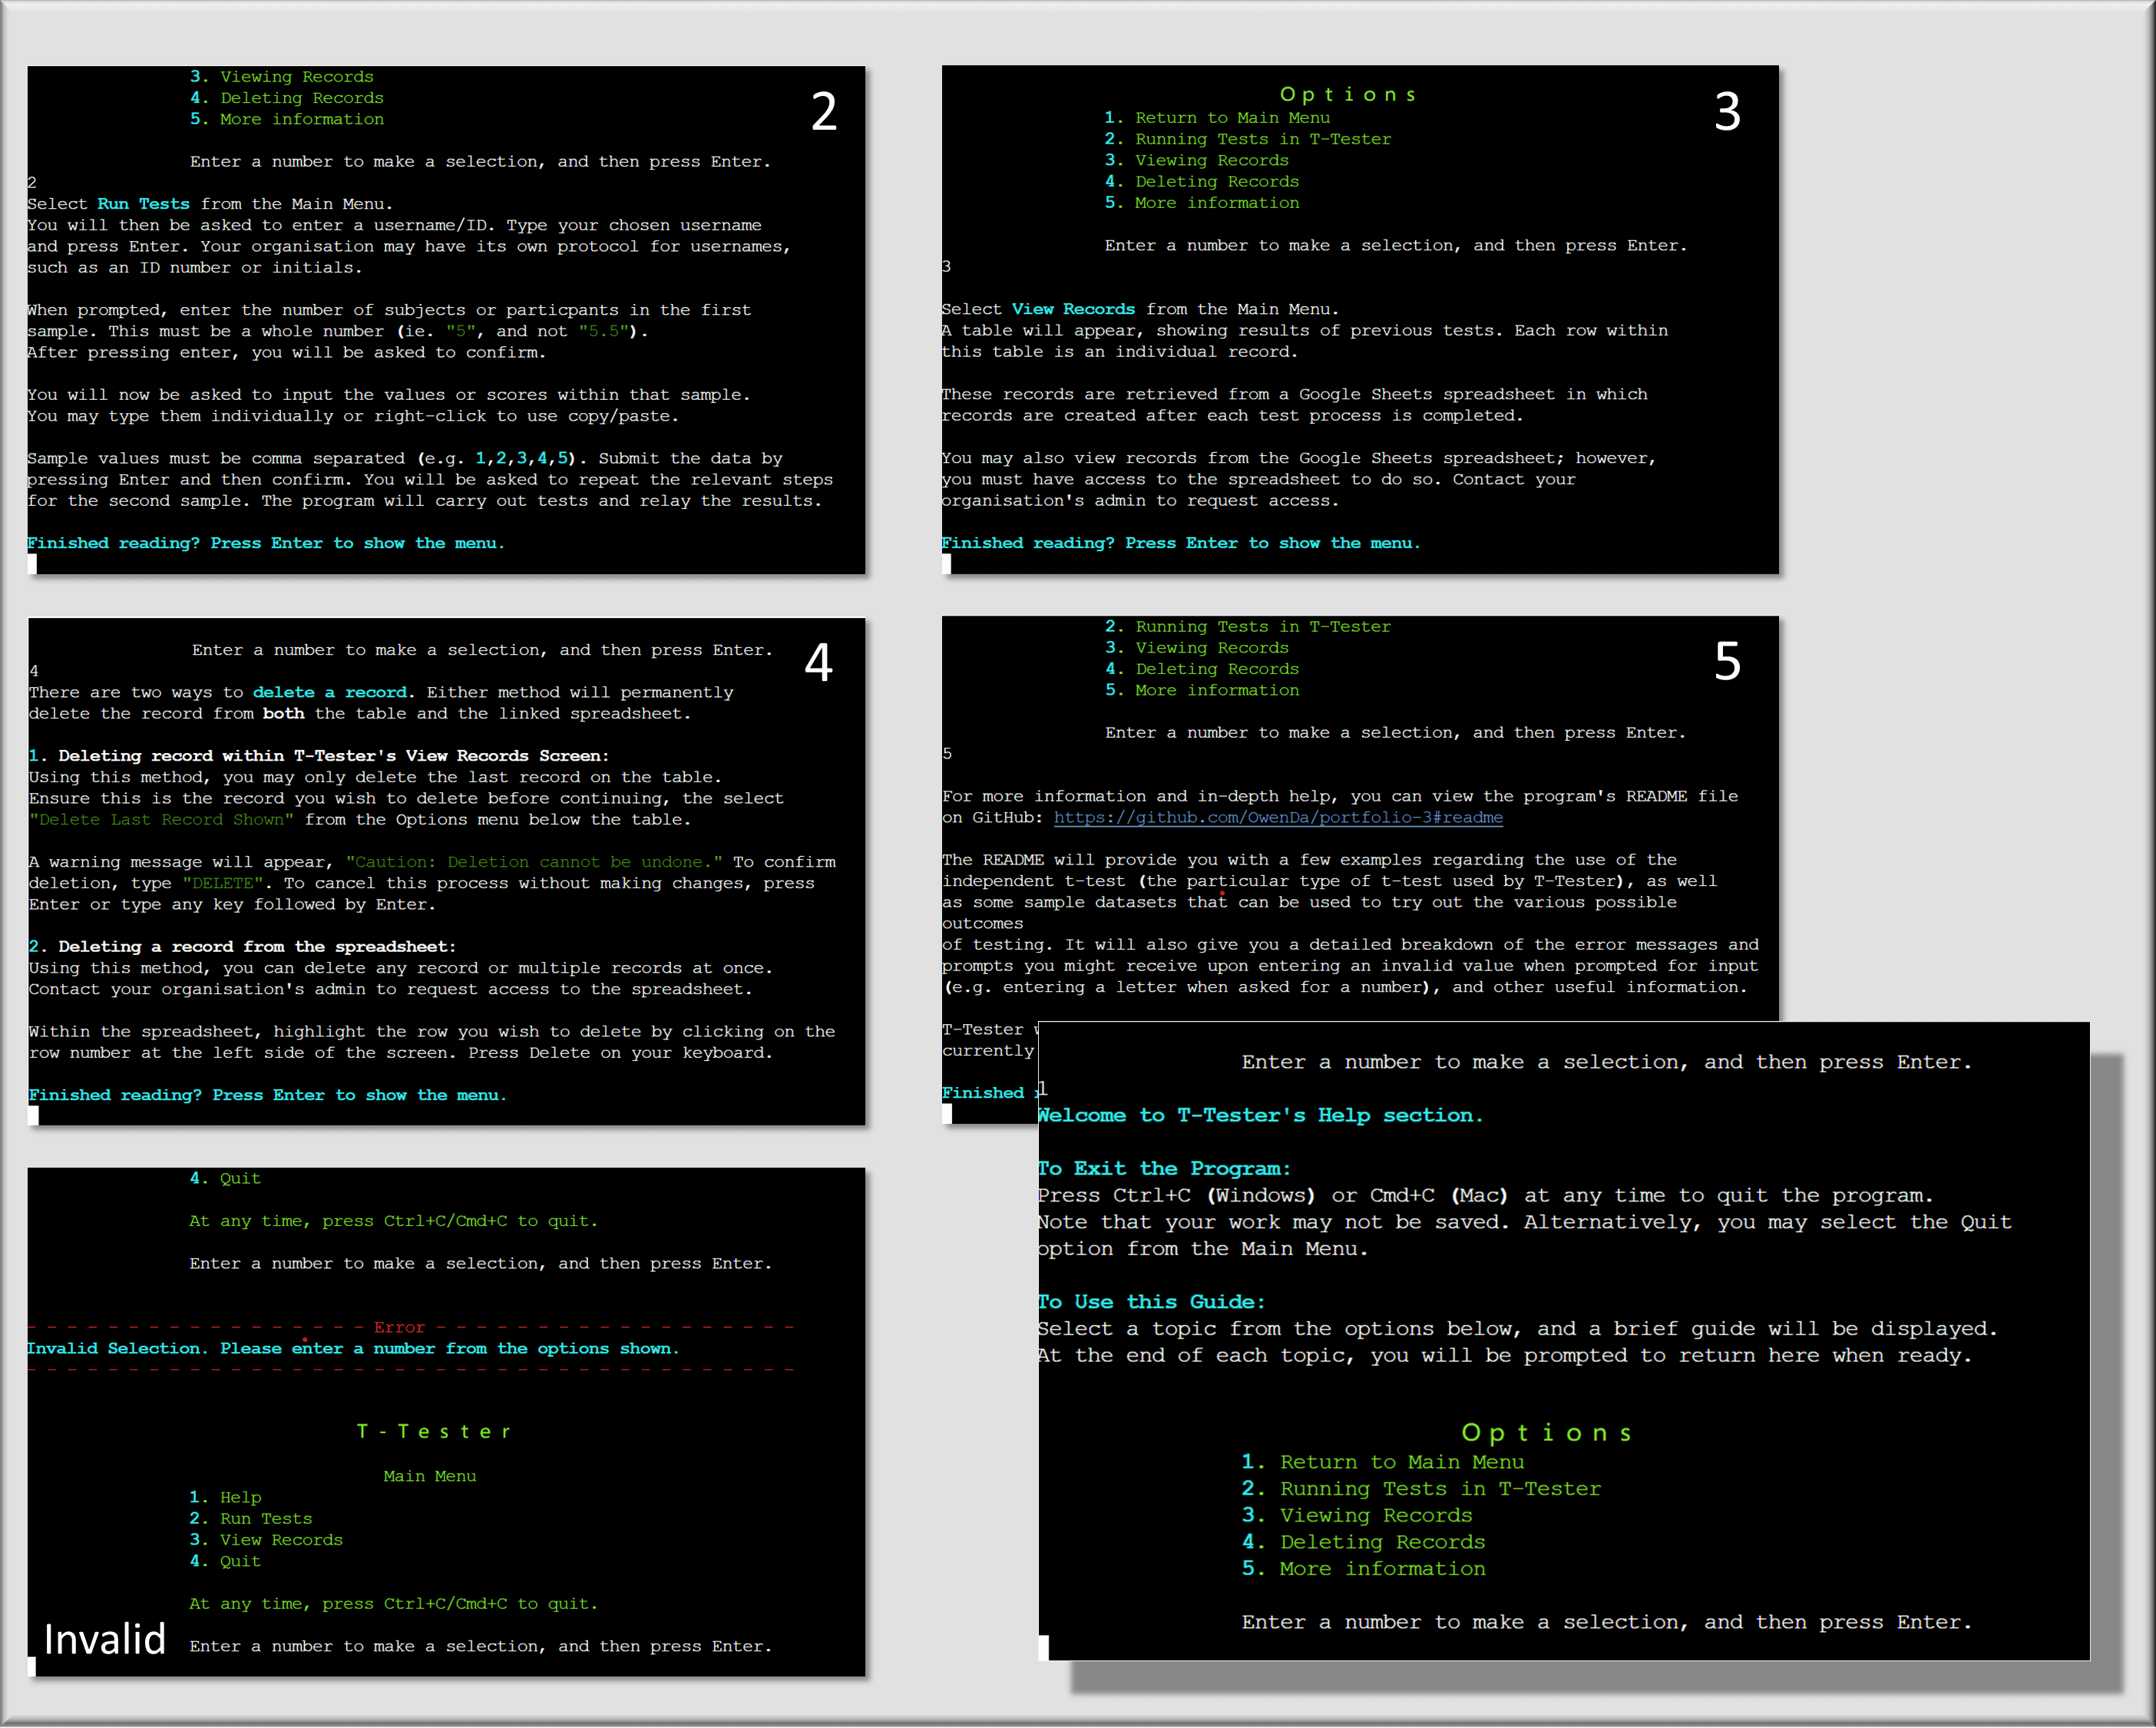 3. Viewing Records
4. Deleting Records
5. More information
2
Enter a number to make a selection, and then press Enter.
2
Select Run Tests from the Main Menu.
You will then be asked to enter a username/ID. Type your chosen username
and press Enter. Your organisation may have its own protocol for usernames,
such as an ID number or initials.
When prompted, enter the number of subjects or particpants in the first
sample. This must be a whole number (ie. "5", and not "5.5").
After pressing enter, you will be asked to confirm.
You will now be asked to input the values or scores within that sample.
You may type them individually or right-click to use copy/paste.
Sample values must be comma separated (e.g. 1,2,3,4,5). Submit the data by
pressing Enter and then confirm. You will be asked to repeat the relevant steps
for the second sample. The program will carry out tests and relay the results.
Finished reading? Press Enter to show the menu.
Options
3
1. Return to Main Menu
2. Running Tests in T-Tester
3. Viewing Records
4. Deleting Records
5. More information
Enter a number to make a selection, and then press Enter.
3
Select View Records from the Main Menu.
A table will appear, showing results of previous tests. Each row within
this table is an individual record.
These records are retrieved from a Google Sheets spreadsheet in which
records are created after each test process is completed.
You may also view records from the Google Sheets spreadsheet; however,
you must have access to the spreadsheet to do so. Contact your
organisation's admin to request access.
Finished reading? Press Enter to show the menu.
Enter a number to make a selection, and then press Enter.
4
4
There are two ways to delete a record. Either method will permanently
delete the record from both the table and the linked spreadsheet.
1. Deleting record within T-Tester's View Records Screen:
Using this method, you may only delete the last record on the table.
Ensure this is the record you wish to delete before continuing, the select
"Delete Last Record Shown" from the Options menu below the table.
A warning message will appear, "Caution: Deletion cannot be undone." To confirm
deletion, type "DELETE". To cancel this process without making changes, press
Enter or type any key followed by Enter.
2. Deleting a record from the spreadsheet:
Using this method, you can delete any record or multiple records at once.
Contact your organisation's admin to request access to the spreadsheet.
Within the spreadsheet, highlight the row you wish to delete by clicking on the
row number at the left side of the screen. Press Delete on your keyboard.
Finished reading? Press Enter to show the menu.
2. Running Tests in T-Tester
3. Viewing Records
4. Deleting Records
5. More information
5
Enter a number to make a selection, and then press Enter.
5
For more information and in-depth help, you can view the program's README file
on GitHub: https://github.com/OwenDa/portfolio-3#readme
The README will provide you with a few examples regarding the use of the
independent t-test (the particular type of t-test used by T-Tester), as well
as some sample datasets that can be used to try out the various possible
outcomes
of testing. It will also give you a detailed breakdown of the error messages and
prompts you might receive upon entering an invalid value when prompted for input
(e.g. entering a letter when asked for a number), and other useful information.
T-Tester
currently
Finished
4. Quit
At any time, press Ctrl+C/Cmd+C to quit.
Enter a number to make a selection, and then press Enter.
- - - - - - - - - - - - - - - - - Error - - - - - - - - - - - - - - - - - -
Invalid Selection. Please enter a number from the options shown.
- - - - - - - - - - - - - - - - - - - - - - - - - - - - - - - - - - - - - -
T-Tester
Main Menu
1. Help
2. Run Tests
3. View Records
4. Quit
At any time, press Ctrl+C/Cmd+C to quit.
Invalid
Enter a number to make a selection, and then press Enter.
Enter a number to make a selection, and then press Enter.
1
Welcome to T-Tester's Help section.
To Exit the Program:
Press Ctrl+C (Windows) or Cmd+C (Mac) at any time to quit the program.
Note that your work may not be saved. Alternatively, you may select the Quit
option from the Main Menu.
To Use this Guide:
Select a topic from the options below, and a brief guide will be displayed.
At the end of each topic, you will be prompted to return here when ready.
Options
1. Return to Main Menu
2. Running Tests in T-Tester
3. Viewing Records
4. Deleting Records
5. More information
Enter a number to make a selection, and then press Enter.